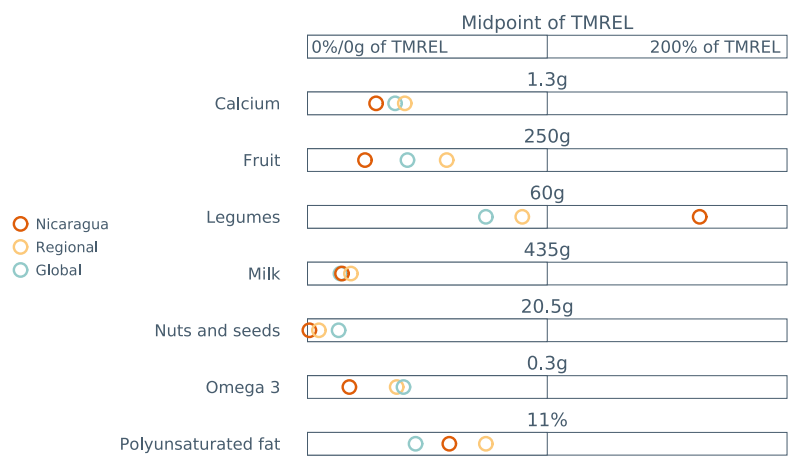 Midpoint of TMREL
0%/0g of TMREL 200% of TMREL
1.3g
Calcium
250g
Fruit
60g
Legumes
435g
Milk
20.5g
Nuts and seeds
0.3g
Omega 3
11%
Polyunsaturated fat
Nicaragua
Regional
Global